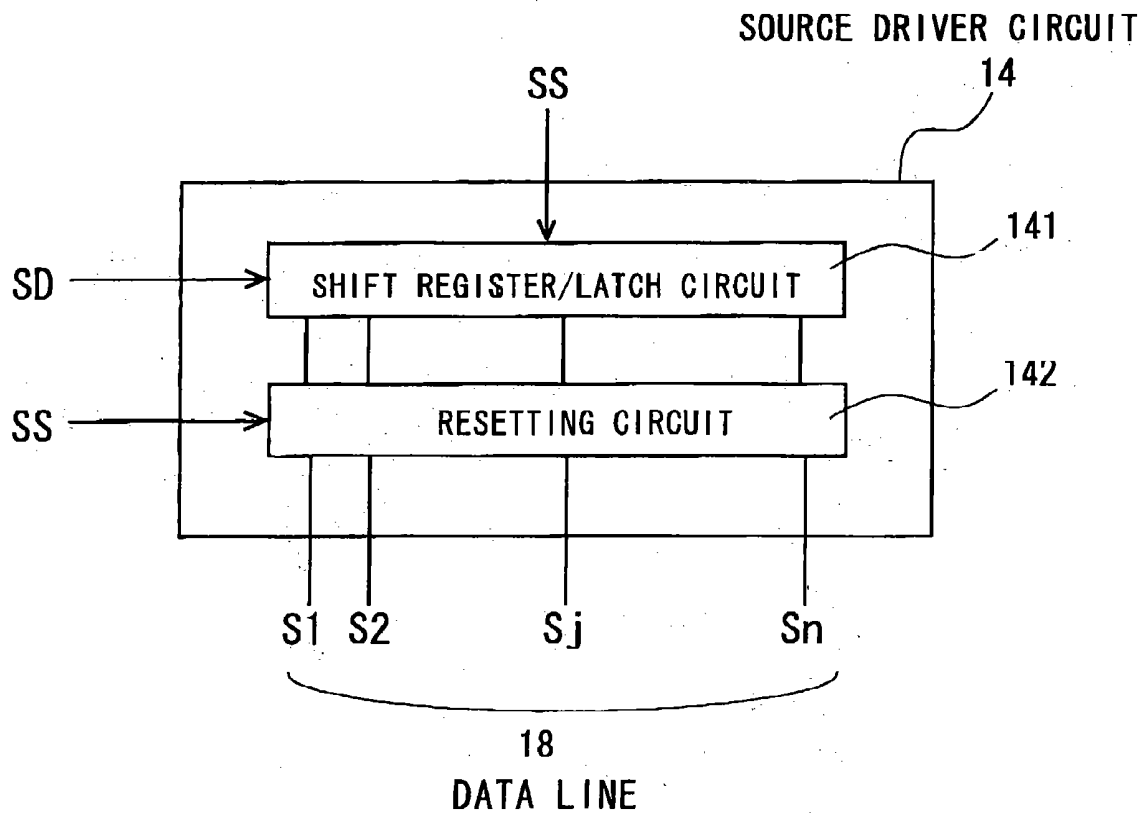 SOURCE DRIVER CIRCUIT
14
SS
141
SD
SHIFT REGISTER/LATCH CIRCUIT
142
SS
RESETTING CIRCUIT
S1 S2 Sj Sn
18
DATA LINE